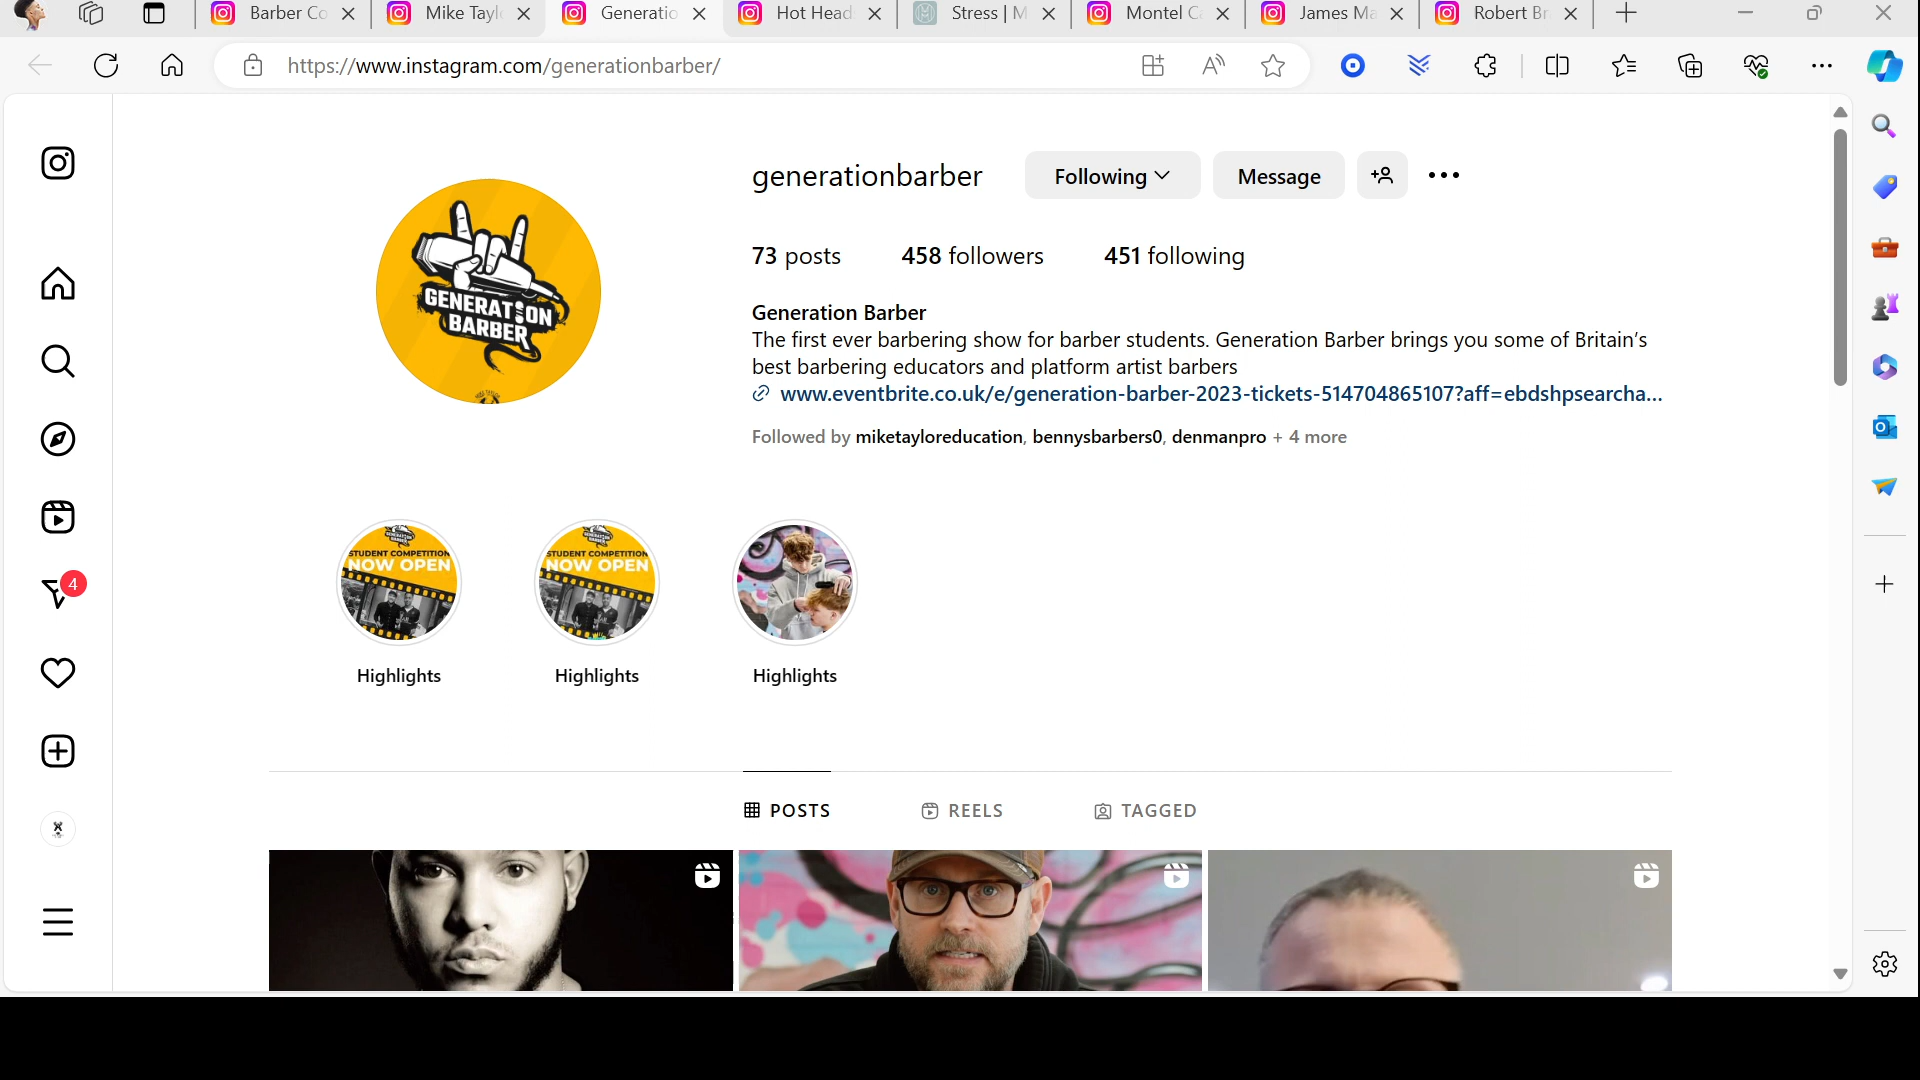 Barber Co
Mike Tayl
Generatio
Hot Head
Stress | M
Montel C
James Ma
Robert Br
https://www.instagram.com/generationbarber/
generationbarber
Following
Message
73 posts
458 followers
451 following
Generation Barber
The first ever barbering show for barber students. Generation Barber brings you some of Britain's
best barbering educators and platform artist barbers
www.eventbrite.co.uk/e/generation-barber-2023-tickets-514704865107?aff=ebdshpsearcha...
Followed by miketayloreducation, bennysbarbers0, denmanpro + 4 more
GENERATION
BARBER
STUDENT COMPETITION
NOW OPEN
STUDENT COMPETITION
NOW OPEN
4
Highlights
Highlights
Highlights
POSTS
REELS
TAGGED